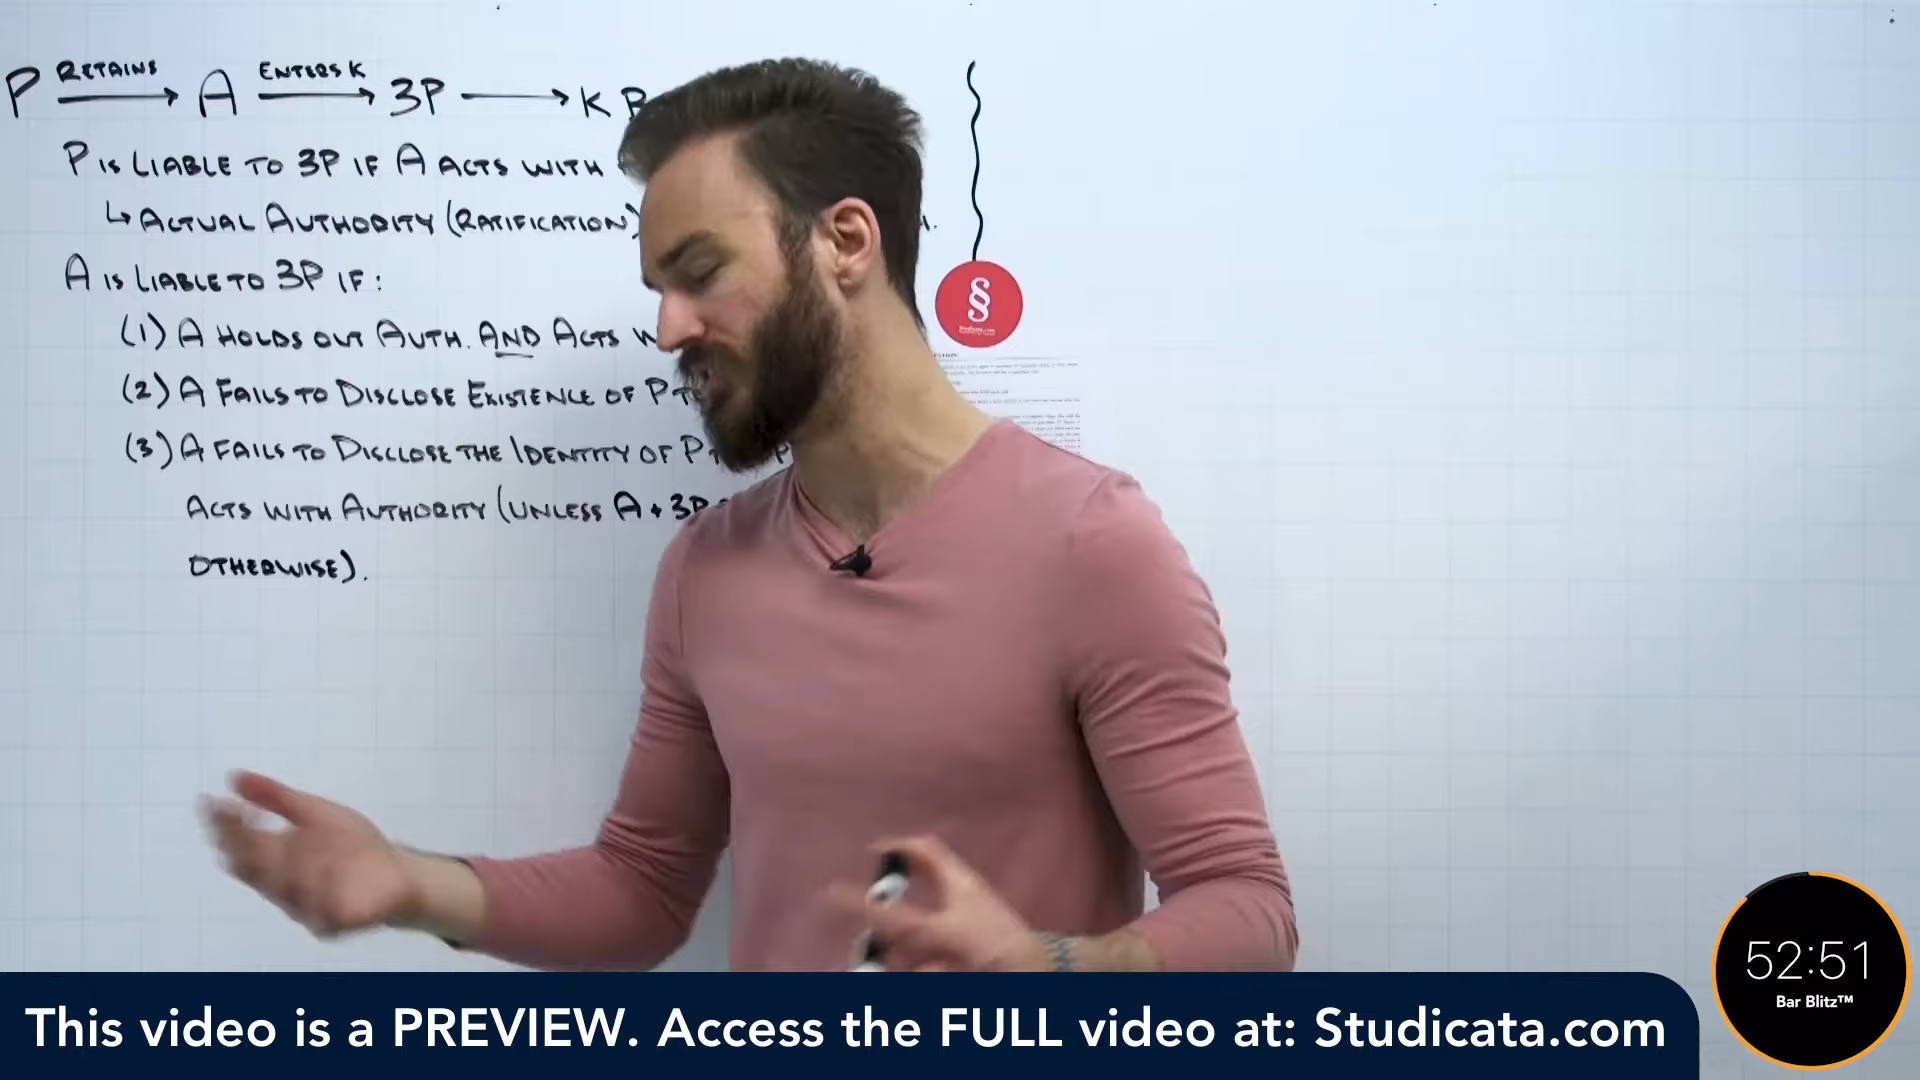 P RETAINS A ENTERS K 3P K
P IS LIABLE TO 3P IF A ACTS WITH
↳ ACTUAL AUTHORITY (RATIFICATION)
A IS LIABLE TO 3P IF:
(1) A HOLDS OUT AUTH. AND ACTS
(2) A FAILS TO DISCLOSE EXISTENCE OF P
(3) A FAILS TO DISCLOSE THE IDENTITY OF P
ACTS WITH AUTHORITY (UNLESS A + 3P
OTHERWISE).
§
Studicata.com
52:51
Bar Blitz™
This video is a PREVIEW. Access the FULL video at: Studicata.com